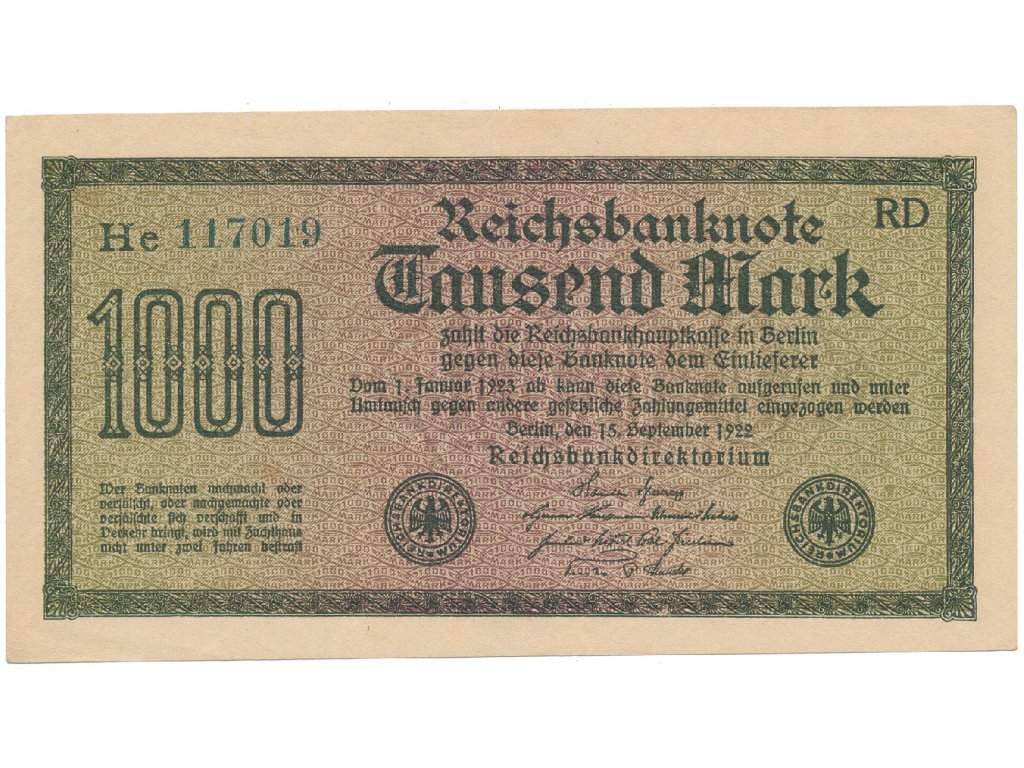 He 117019
Reichsbanknote
RD
Tausend Mark
1000
zahlt die Reichsbankhauptkasse in Berlin
gegen diese Banknote dem Einlieferer
Vom 1. Januar 1923 ab kann diese Banknote aufgerufen und unter
Umtausch gegen andere gesetzliche Zahlungsmittel eingezogen werden
Berlin, den 15. September 1922
Reichsbankdirektorium
Wer Banknoten nachmacht oder
verfälscht, oder nachgemachte oder
verfälschte sich verschafft und in
Verkehr bringt, wird mit Zuchthaus
nicht unter zwei Jahren bestraft
REICHSBANKDIREKTORIUM
REICHSBANKDIREKTORIUM